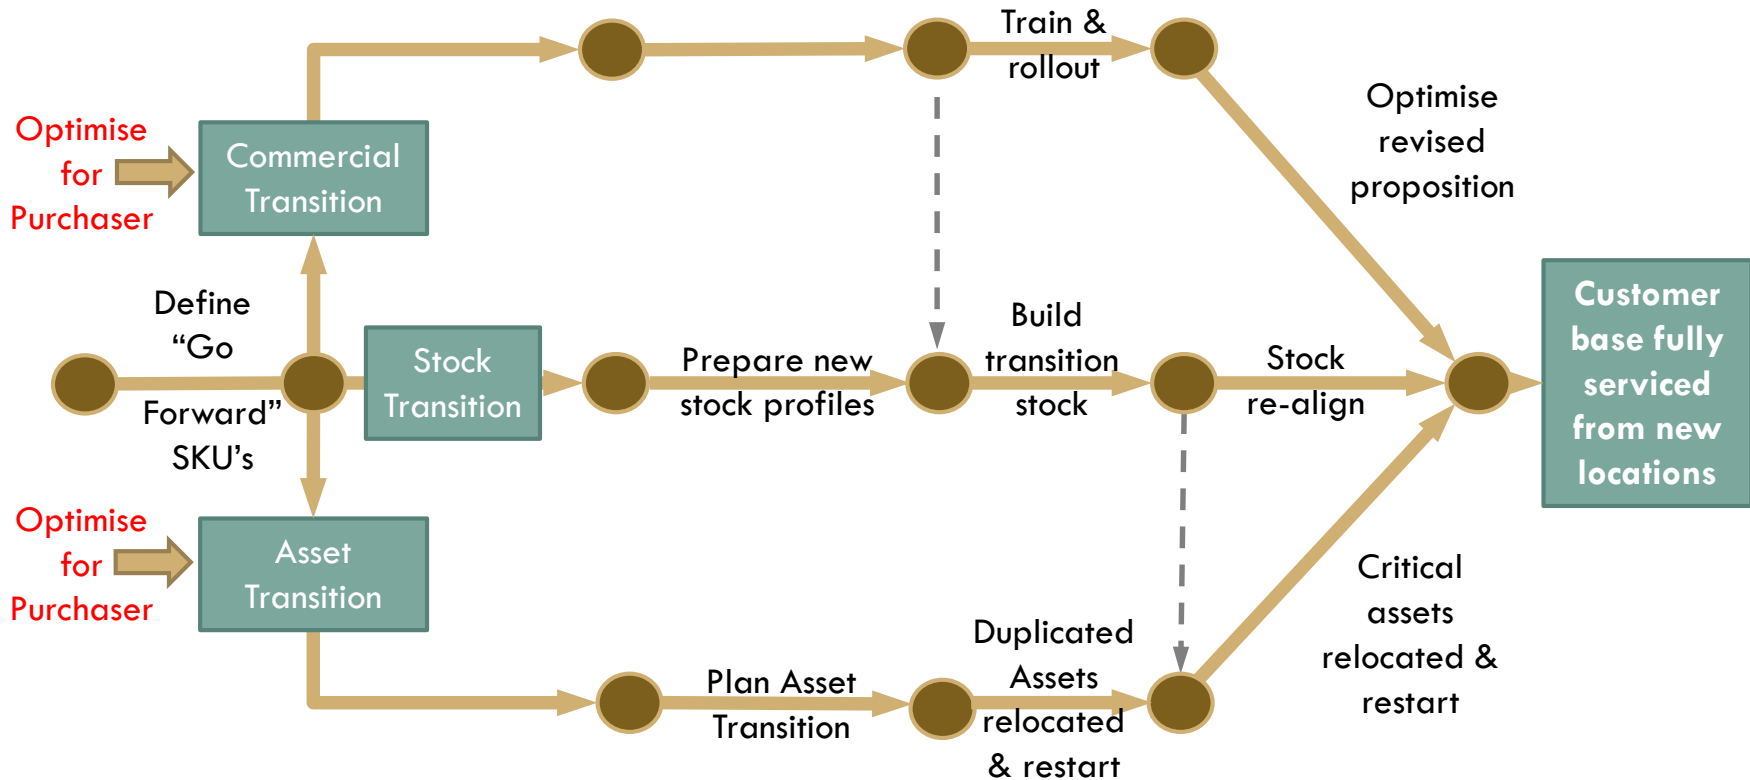 Train &
rollout
Optimise
for
Purchaser
Commercial
Transition
Optimise
revised
proposition
Define
“Go
Forward”
SKU’s
Stock
Transition
Prepare new
stock profiles
Build
transition
stock
Stock
re-align
Customer
base fully
serviced
from new
locations
Optimise
for
Purchaser
Asset
Transition
Plan Asset
Transition
Duplicated
Assets
relocated
& restart
Critical
assets
relocated &
restart